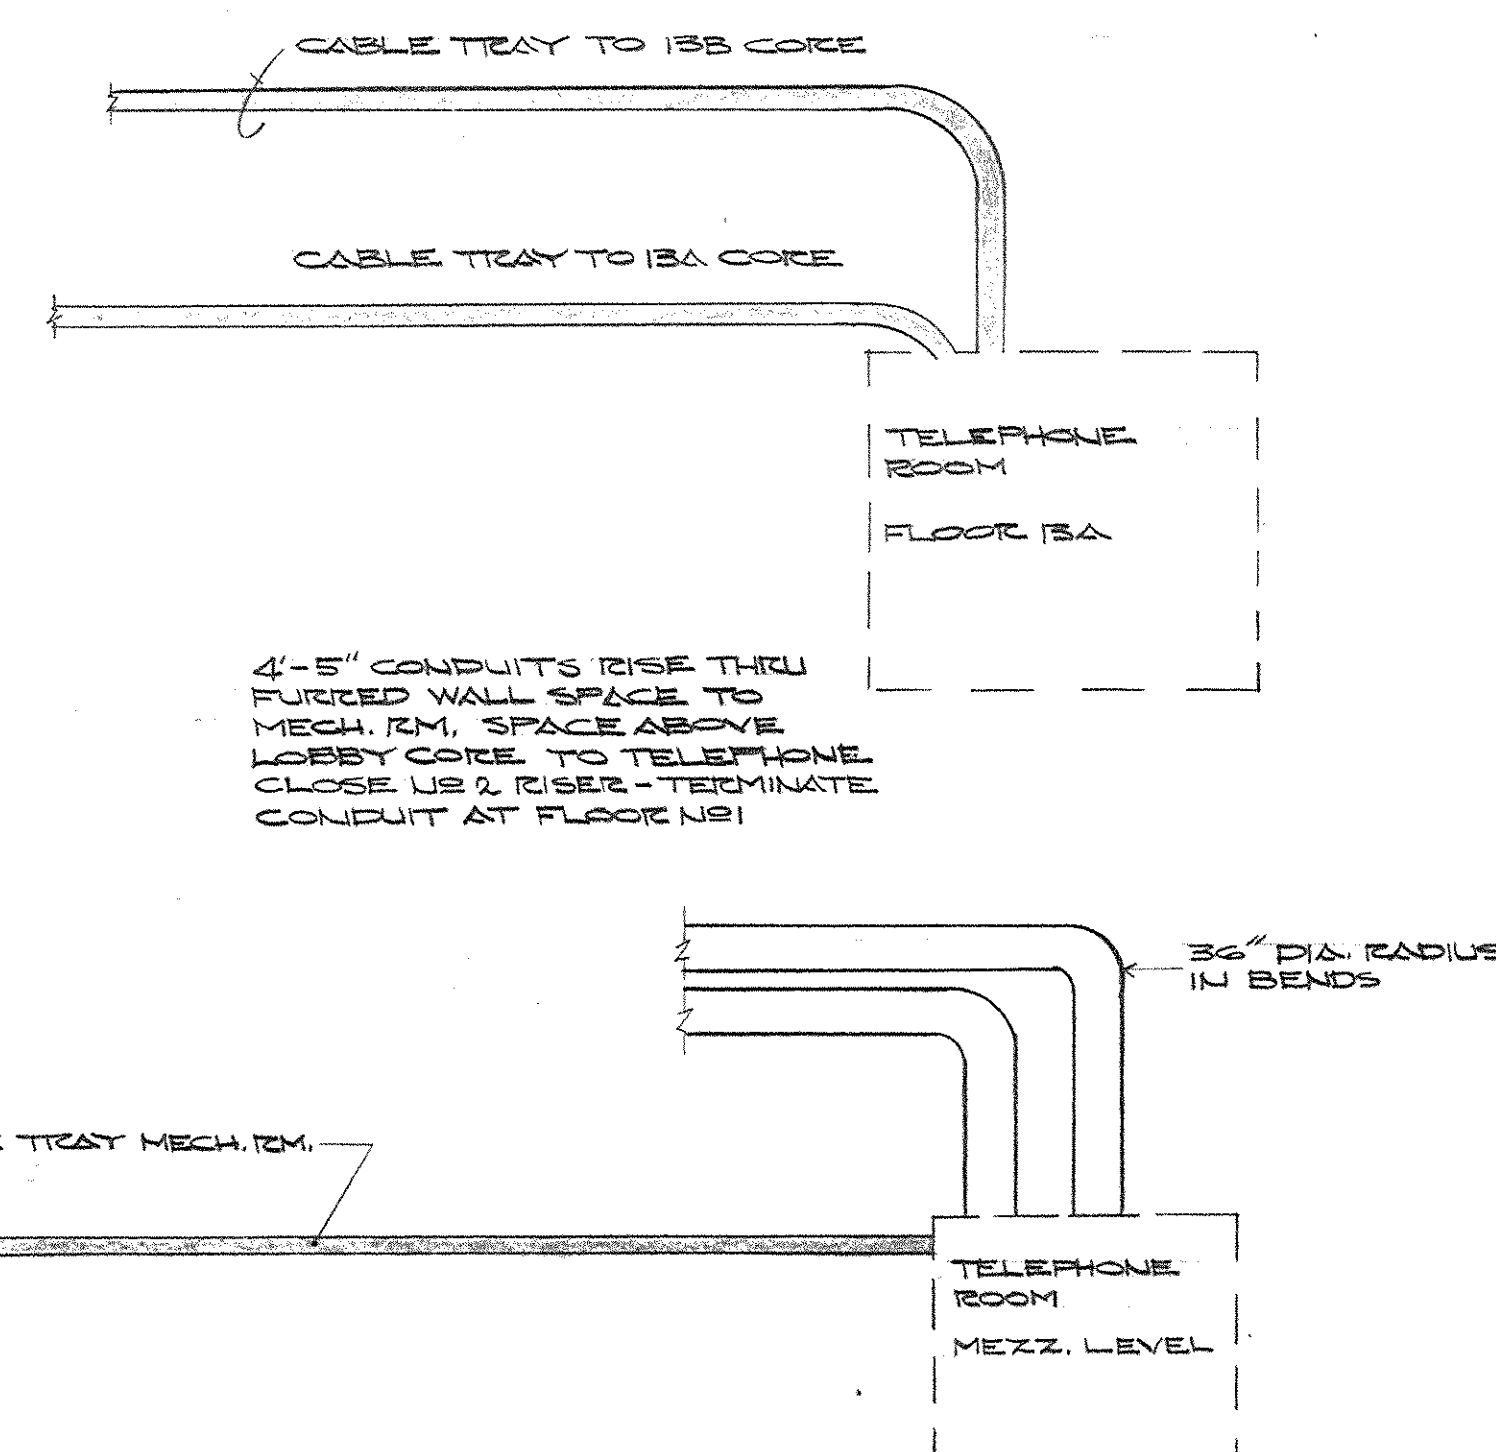 CABLE TRAY TO 13B CORE
CABLE TRAY TO 13A CORE
TELEPHONE
ROOM
FLOOR 13A
4'-5" CONDUITS RISE THRU
FURRED WALL SPACE TO
MECH. RM. SPACE ABOVE
LOBBY CORE TO TELEPHONE
CLOSE Nº 2 RISER - TERMINATE
CONDUIT AT FLOOR Nº1
36" DIA. RADIUS
IN BENDS
TRAY MECH. RM.
TELEPHONE
ROOM
MEZZ. LEVEL